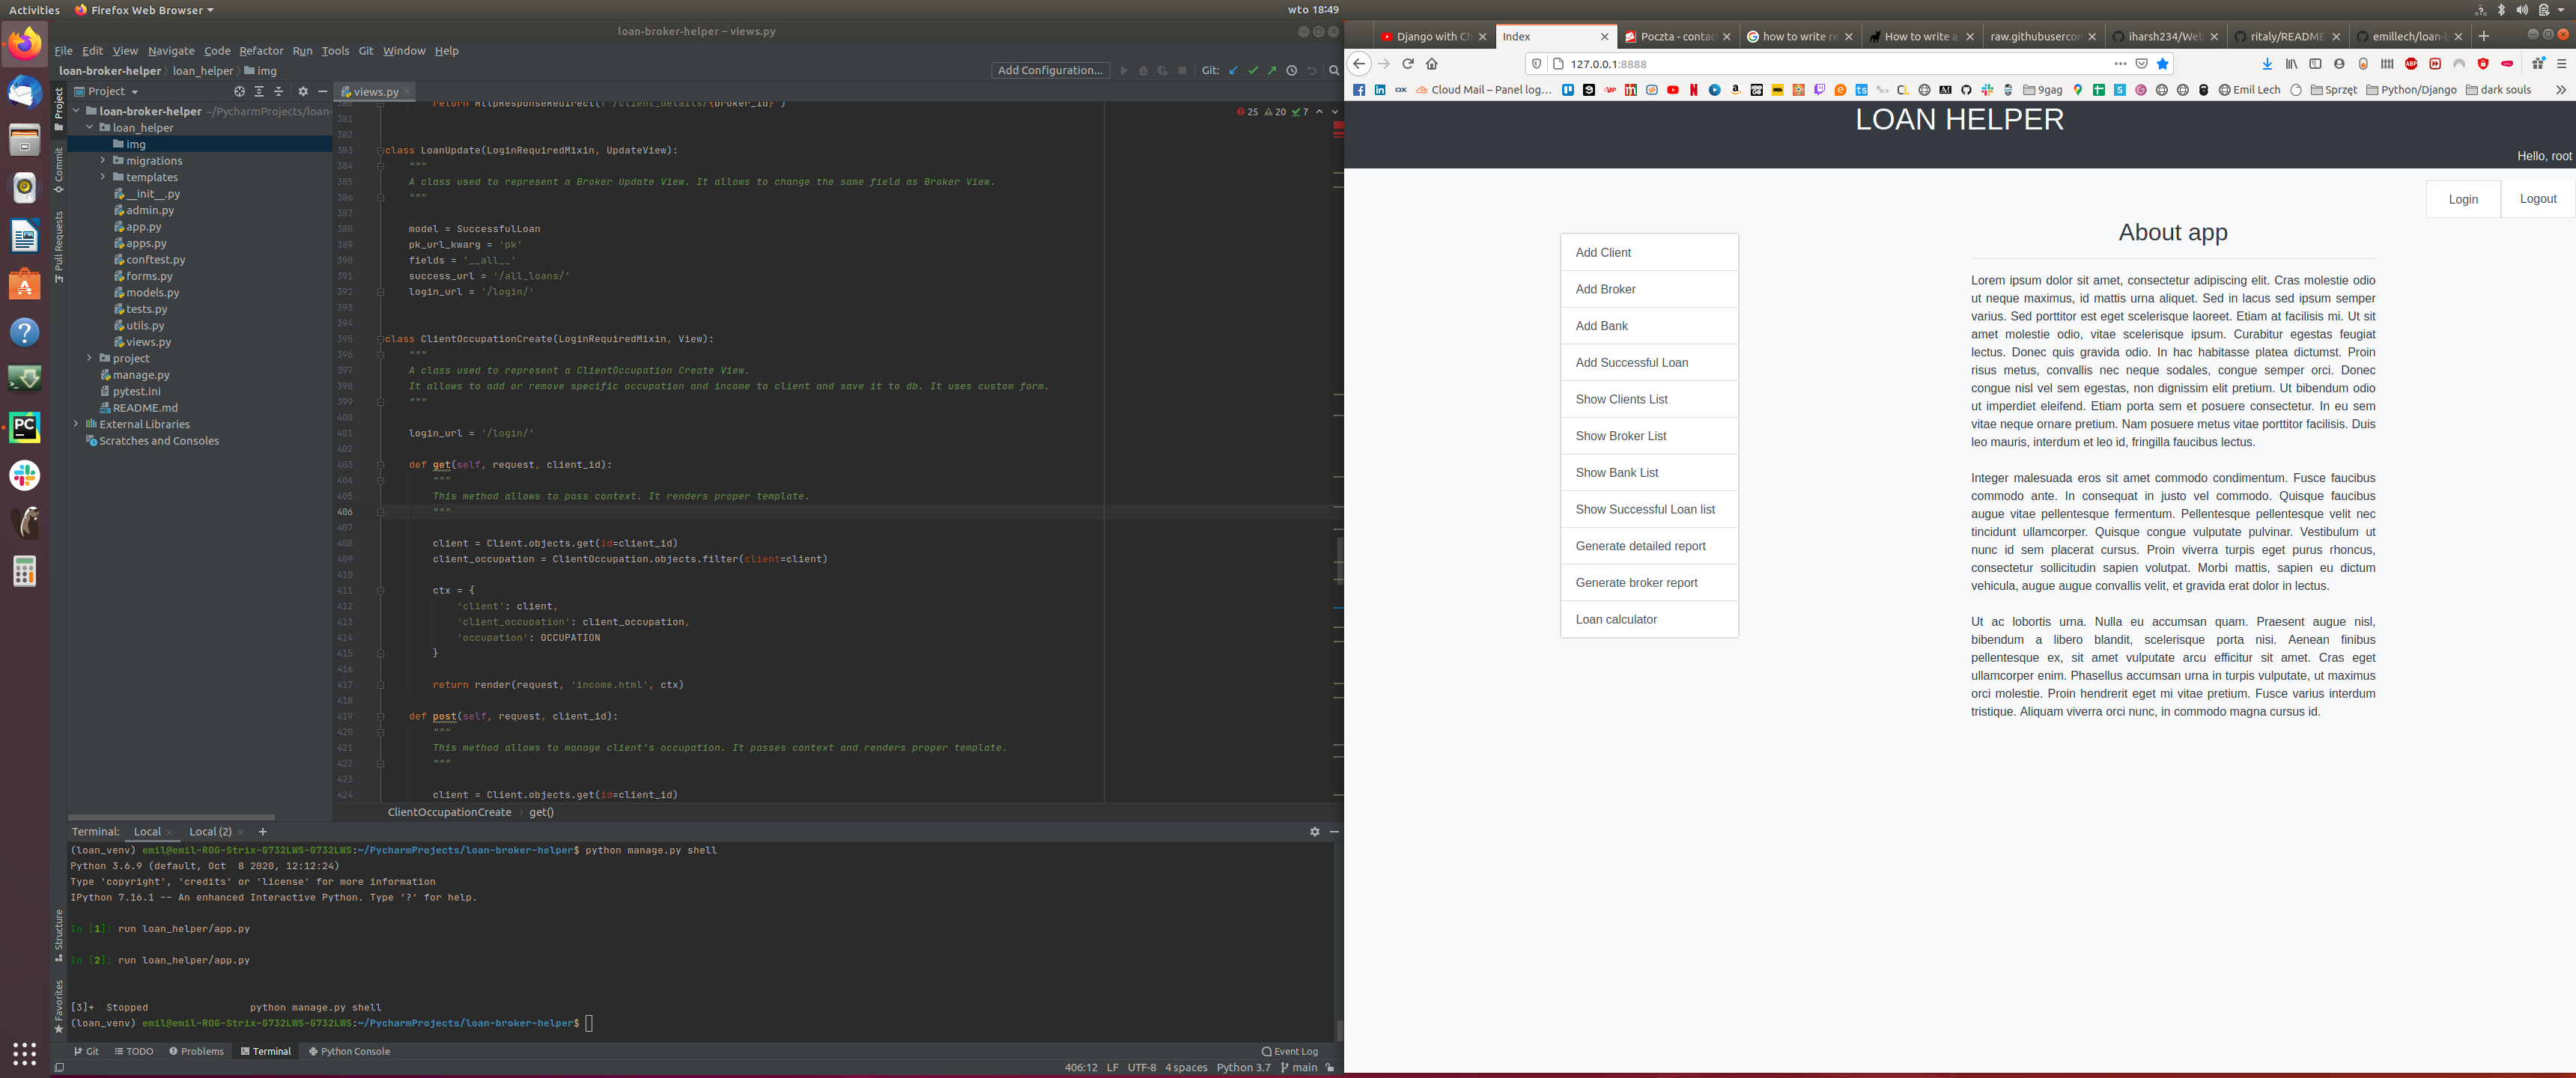 Activities
Firefox Web Browser
wto 18:49
loan-broker-helper – views.py
File Edit View Navigate Code Refactor Run Tools Git Window Help
loan-broker-helper loan_helper img
Add Configuration...
Git:
Project
loan-broker-helper ~/PycharmProjects/loan-
loan_helper
img
migrations
templates
__init__.py
admin.py
app.py
apps.py
conftest.py
forms.py
models.py
tests.py
utils.py
views.py
project
manage.py
pytest.ini
README.md
External Libraries
Scratches and Consoles
Project
Commit
Pull Requests
Structure
Favorites
views.py
25 20 7
380 return HttpResponseRedirect(f'/client_details/{broker_id}')
381
382
383 class LoanUpdate(LoginRequiredMixin, UpdateView):
384 """
385 A class used to represent a Broker Update View. It allows to change the same field as Broker View.
386 """
387
388 model = SuccessfulLoan
389 pk_url_kwarg = 'pk'
390 fields = '__all__'
391 success_url = '/all_loans/'
392 login_url = '/login/'
393
394
395 class ClientOccupationCreate(LoginRequiredMixin, View):
396 """
397 A class used to represent a ClientOccupation Create View.
398 It allows to add or remove specific occupation and income to client and save it to db. It uses custom form.
399 """
400
401 login_url = '/login/'
402
403 def get(self, request, client_id):
404 """
405 This method allows to pass context. It renders proper template.
406 """
407
408 client = Client.objects.get(id=client_id)
409 client_occupation = ClientOccupation.objects.filter(client=client)
410
411 ctx = {
412 'client': client,
413 'client_occupation': client_occupation,
414 'occupation': OCCUPATION
415 }
416
417 return render(request, 'income.html', ctx)
418
419 def post(self, request, client_id):
420 """
421 This method allows to manage client's occupation. It passes context and renders proper template.
422 """
423
424 client = Client.objects.get(id=client_id)
ClientOccupationCreate get()
Terminal: Local Local (2) +
(loan_venv) emil@emil-ROG-Strix-G732LWS-G732LWS:~/PycharmProjects/loan-broker-helper$ python manage.py shell
Python 3.6.9 (default, Oct  8 2020, 12:12:24)
Type 'copyright', 'credits' or 'license' for more information
IPython 7.16.1 -- An enhanced Interactive Python. Type '?' for help.
In [1]: run loan_helper/app.py
In [2]: run loan_helper/app.py
[3]+  Stopped                 python manage.py shell
(loan_venv) emil@emil-ROG-Strix-G732LWS-G732LWS:~/PycharmProjects/loan-broker-helper$
Git TODO Problems Terminal Python Console
Event Log
406:12 LF UTF-8 4 spaces Python 3.7 main
Django with Ch
Index
Poczta - contac
how to write re
How to write a
raw.githubusercon
iharsh234/Web
ritaly/README
emillech/loan-b
127.0.0.1:8888
Cloud Mail – Panel log…
9gag
Emil Lech
Sprzęt
Python/Django
dark souls
LOAN HELPER
Hello, root
Login
Logout
Add Client
Add Broker
Add Bank
Add Successful Loan
Show Clients List
Show Broker List
Show Bank List
Show Successful Loan list
Generate detailed report
Generate broker report
Loan calculator
About app
Lorem ipsum dolor sit amet, consectetur adipiscing elit. Cras molestie odio
ut neque maximus, id mattis urna aliquet. Sed in lacus sed ipsum semper
varius. Sed porttitor est eget scelerisque laoreet. Etiam at facilisis mi. Ut sit
amet molestie odio, vitae scelerisque ipsum. Curabitur egestas feugiat
lectus. Donec quis gravida odio. In hac habitasse platea dictumst. Proin
risus metus, convallis nec neque sodales, congue semper orci. Donec
congue nisl vel sem egestas, non dignissim elit pretium. Ut bibendum odio
ut imperdiet eleifend. Etiam porta sem et posuere consectetur. In eu sem
vitae neque ornare pretium. Nam posuere metus vitae porttitor facilisis. Duis
leo mauris, interdum et leo id, fringilla faucibus lectus.
Integer malesuada eros sit amet commodo condimentum. Fusce faucibus
commodo ante. In consequat in justo vel commodo. Quisque faucibus
augue vitae pellentesque fermentum. Pellentesque pellentesque velit nec
tincidunt ullamcorper. Quisque congue vulputate pulvinar. Vestibulum ut
nunc id sem placerat cursus. Proin viverra turpis eget purus rhoncus,
consectetur sollicitudin sapien volutpat. Morbi mattis, sapien eu dictum
vehicula, augue augue convallis velit, et gravida erat dolor in lectus.
Ut ac lobortis urna. Nulla eu accumsan quam. Praesent augue nisl,
bibendum a libero blandit, scelerisque porta nisi. Aenean finibus
pellentesque ex, sit amet vulputate arcu efficitur sit amet. Cras eget
ullamcorper enim. Phasellus accumsan urna in turpis vulputate, ut maximus
orci molestie. Proin hendrerit eget mi vitae pretium. Fusce varius interdum
tristique. Aliquam viverra orci nunc, in commodo magna cursus id.